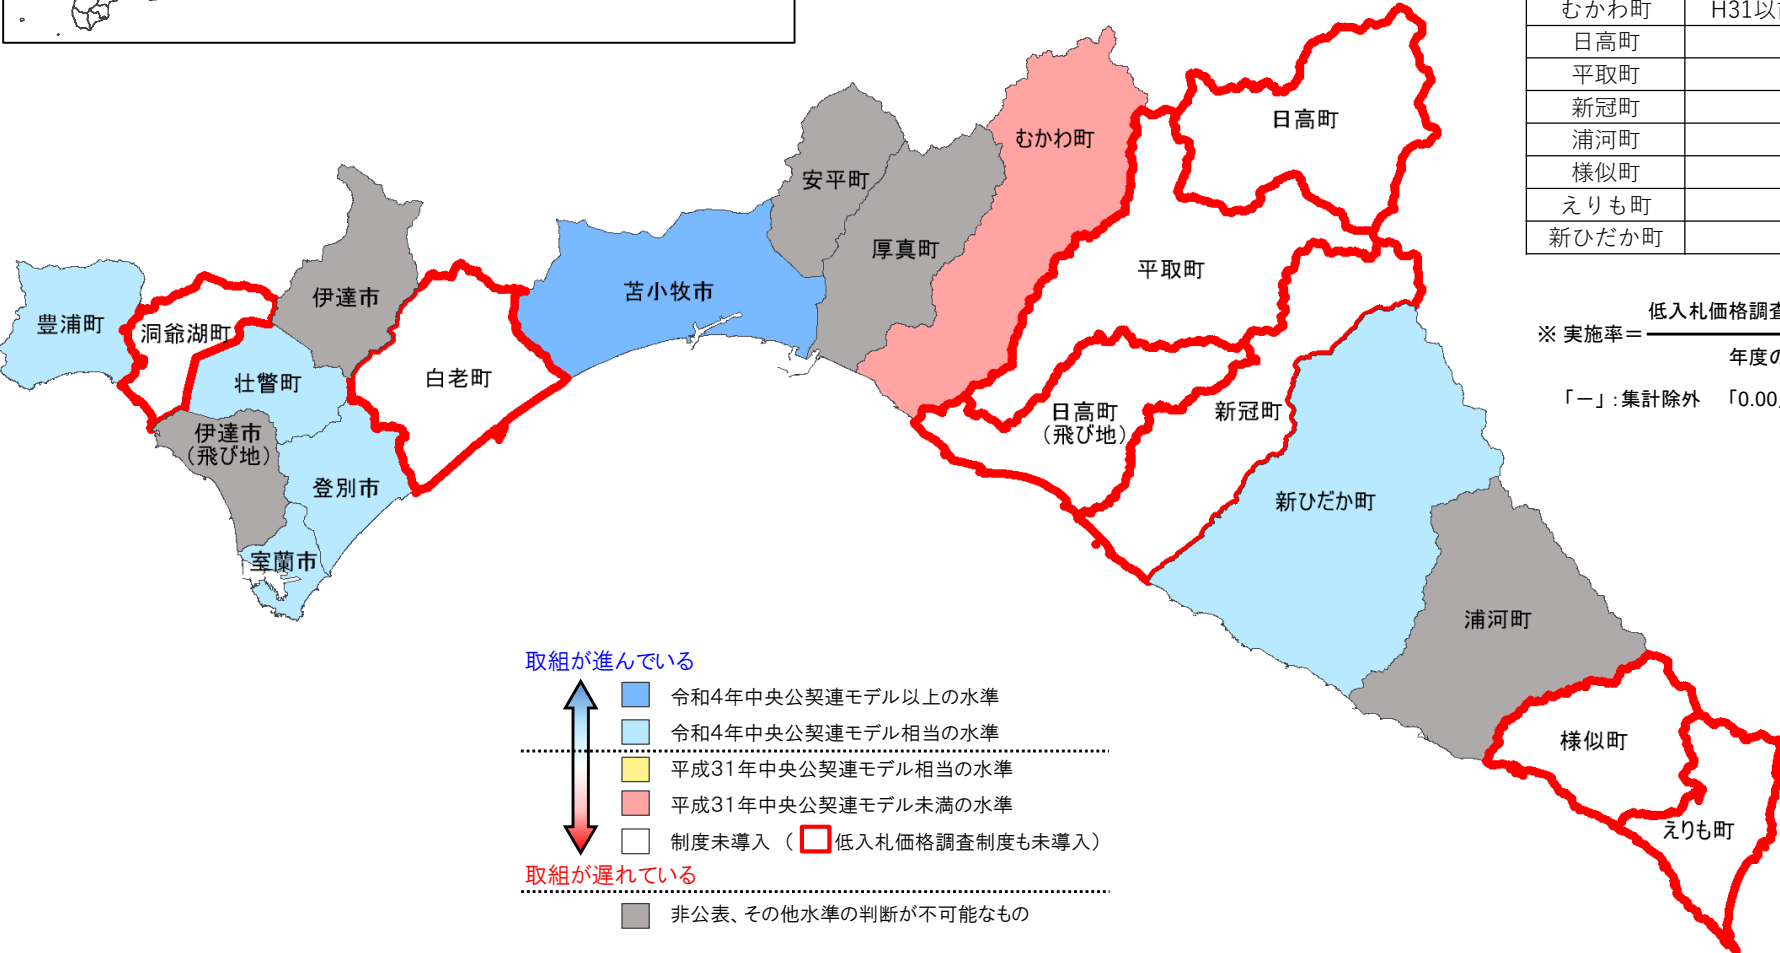 むかわ町 H31以
日高町
平取町
新冠町
浦河町
様似町
えりも町
新ひだか町
低入札価格調査
※ 実施率＝
年度の
「－」:集計除外 「0.00
日高町
むかわ町
安平町
厚真町
平取町
苫小牧市
伊達市
豊浦町
洞爺湖町
白老町
壮瞥町
日高町
（飛び地）
新冠町
伊達市
（飛び地）
登別市
新ひだか町
室蘭市
浦河町
様似町
えりも町
取組が進んでいる
令和4年中央公契連モデル以上の水準
令和4年中央公契連モデル相当の水準
平成31年中央公契連モデル相当の水準
平成31年中央公契連モデル未満の水準
制度未導入（ 低入札価格調査制度も未導入）
取組が遅れている
非公表、その他水準の判断が不可能なもの